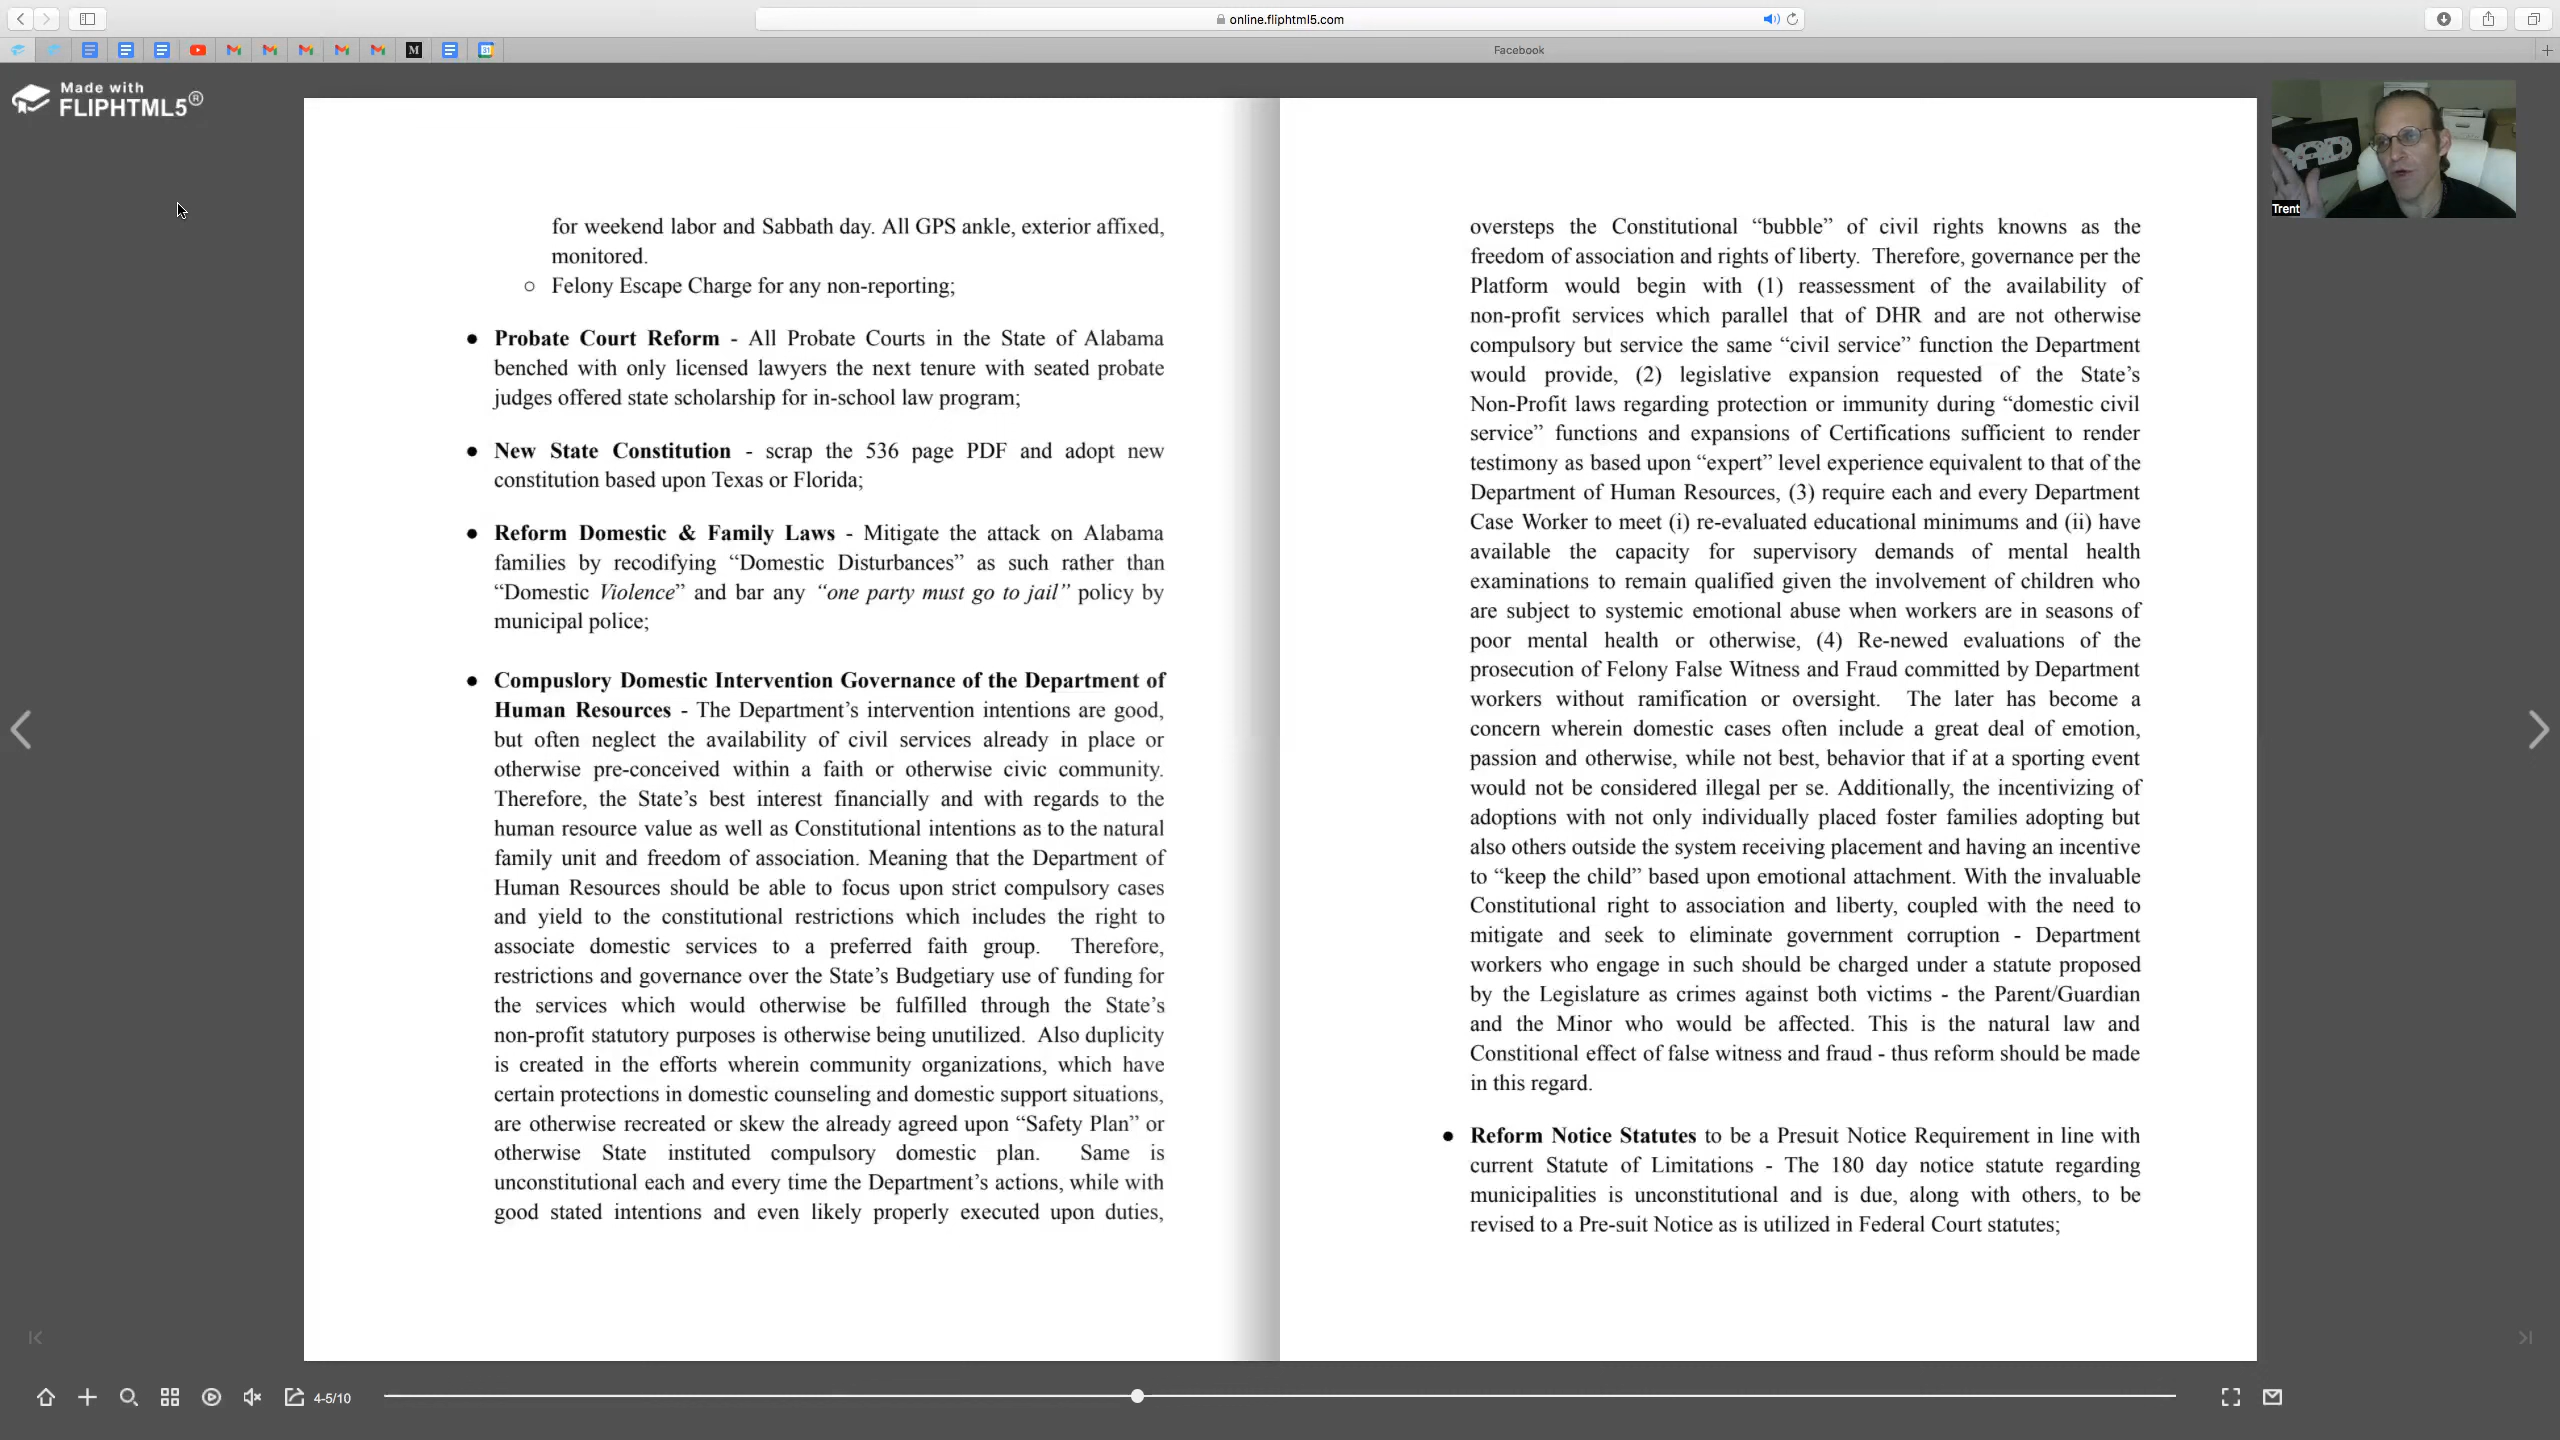 online.fliphtml5.com
M
31
Facebook
Made with
FLIPHTML5®
for weekend labor and Sabbath day. All GPS ankle, exterior affixed,
monitored.
○ Felony Escape Charge for any non-reporting;
● Probate Court Reform - All Probate Courts in the State of Alabama
benched with only licensed lawyers the next tenure with seated probate
judges offered state scholarship for in-school law program;
● New State Constitution - scrap the 536 page PDF and adopt new
constitution based upon Texas or Florida;
● Reform Domestic & Family Laws - Mitigate the attack on Alabama
families by recodifying “Domestic Disturbances” as such rather than
“Domestic Violence” and bar any “one party must go to jail” policy by
municipal police;
● Compuslory Domestic Intervention Governance of the Department of
Human Resources - The Department’s intervention intentions are good,
but often neglect the availability of civil services already in place or
otherwise pre-conceived within a faith or otherwise civic community.
Therefore, the State’s best interest financially and with regards to the
human resource value as well as Constitutional intentions as to the natural
family unit and freedom of association. Meaning that the Department of
Human Resources should be able to focus upon strict compulsory cases
and yield to the constitutional restrictions which includes the right to
associate domestic services to a preferred faith group. Therefore,
restrictions and governance over the State’s Budgetiary use of funding for
the services which would otherwise be fulfilled through the State’s
non-profit statutory purposes is otherwise being unutilized. Also duplicity
is created in the efforts wherein community organizations, which have
certain protections in domestic counseling and domestic support situations,
are otherwise recreated or skew the already agreed upon “Safety Plan” or
otherwise State instituted compulsory domestic plan. Same is
unconstitutional each and every time the Department’s actions, while with
good stated intentions and even likely properly executed upon duties,
oversteps the Constitutional “bubble” of civil rights knowns as the
freedom of association and rights of liberty. Therefore, governance per the
Platform would begin with (1) reassessment of the availability of
non-profit services which parallel that of DHR and are not otherwise
compulsory but service the same “civil service” function the Department
would provide, (2) legislative expansion requested of the State’s
Non-Profit laws regarding protection or immunity during “domestic civil
service” functions and expansions of Certifications sufficient to render
testimony as based upon “expert” level experience equivalent to that of the
Department of Human Resources, (3) require each and every Department
Case Worker to meet (i) re-evaluated educational minimums and (ii) have
available the capacity for supervisory demands of mental health
examinations to remain qualified given the involvement of children who
are subject to systemic emotional abuse when workers are in seasons of
poor mental health or otherwise, (4) Re-newed evaluations of the
prosecution of Felony False Witness and Fraud committed by Department
workers without ramification or oversight. The later has become a
concern wherein domestic cases often include a great deal of emotion,
passion and otherwise, while not best, behavior that if at a sporting event
would not be considered illegal per se. Additionally, the incentivizing of
adoptions with not only individually placed foster families adopting but
also others outside the system receiving placement and having an incentive
to “keep the child” based upon emotional attachment. With the invaluable
Constitutional right to association and liberty, coupled with the need to
mitigate and seek to eliminate government corruption - Department
workers who engage in such should be charged under a statute proposed
by the Legislature as crimes against both victims - the Parent/Guardian
and the Minor who would be affected. This is the natural law and
Constitional effect of false witness and fraud - thus reform should be made
in this regard.
● Reform Notice Statutes to be a Presuit Notice Requirement in line with
current Statute of Limitations - The 180 day notice statute regarding
municipalities is unconstitutional and is due, along with others, to be
revised to a Pre-suit Notice as is utilized in Federal Court statutes;
Trent
4-5/10